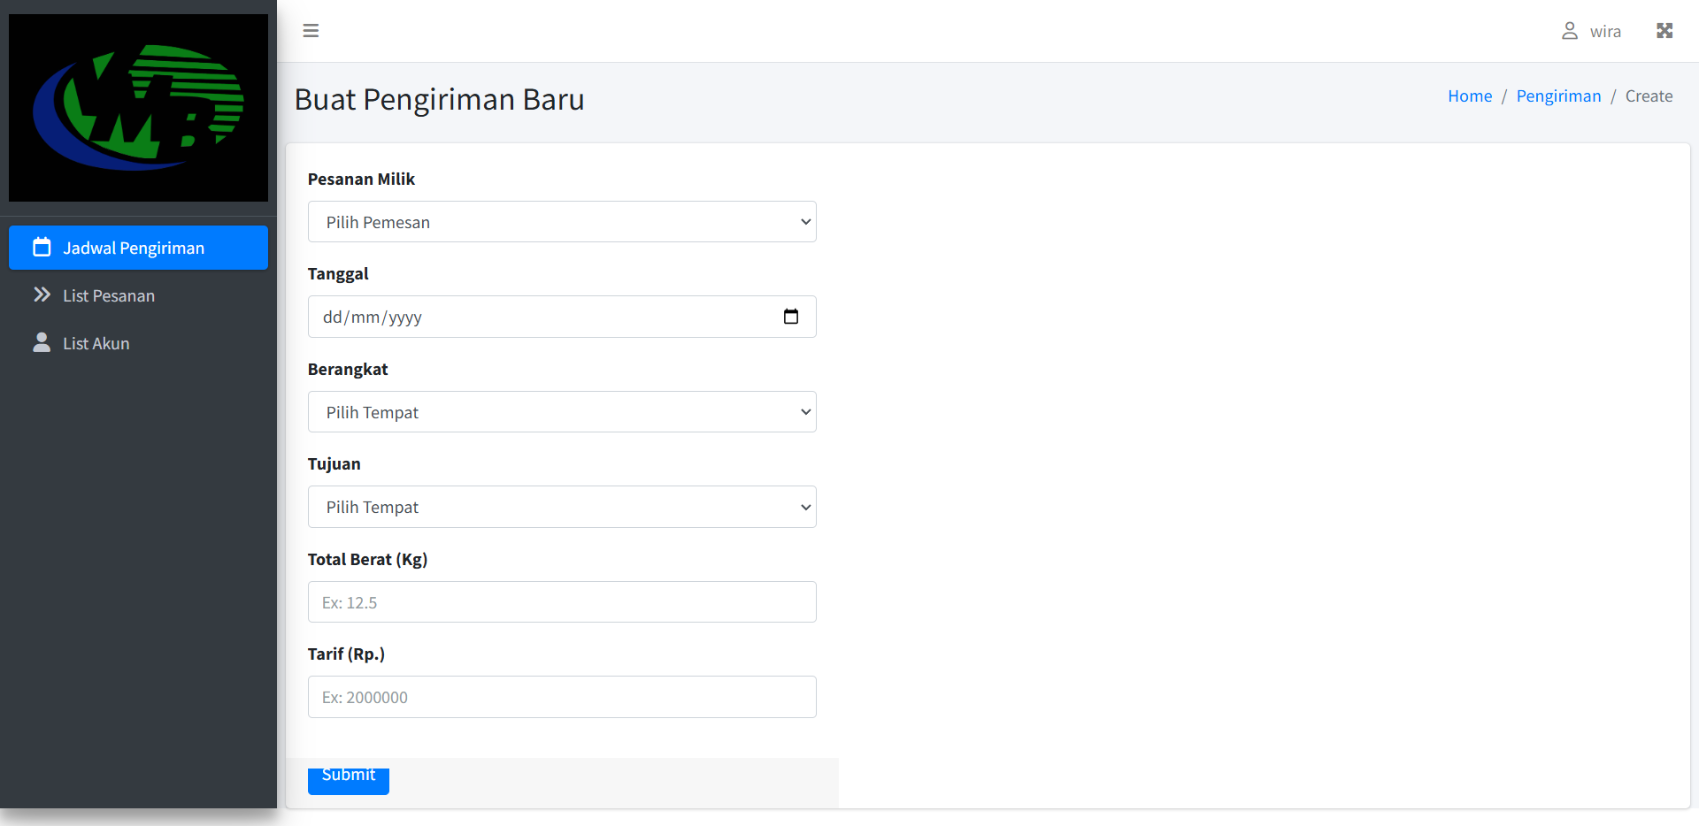 WMB
wira
Buat Pengiriman Baru
Home / Pengiriman / Create
Jadwal Pengiriman
List Pesanan
List Akun
Pesanan Milik
Pilih Pemesan
Tanggal
dd/mm/yyyy
Berangkat
Pilih Tempat
Tujuan
Pilih Tempat
Total Berat (Kg)
Ex: 12.5
Tarif (Rp.)
Ex: 2000000
Submit